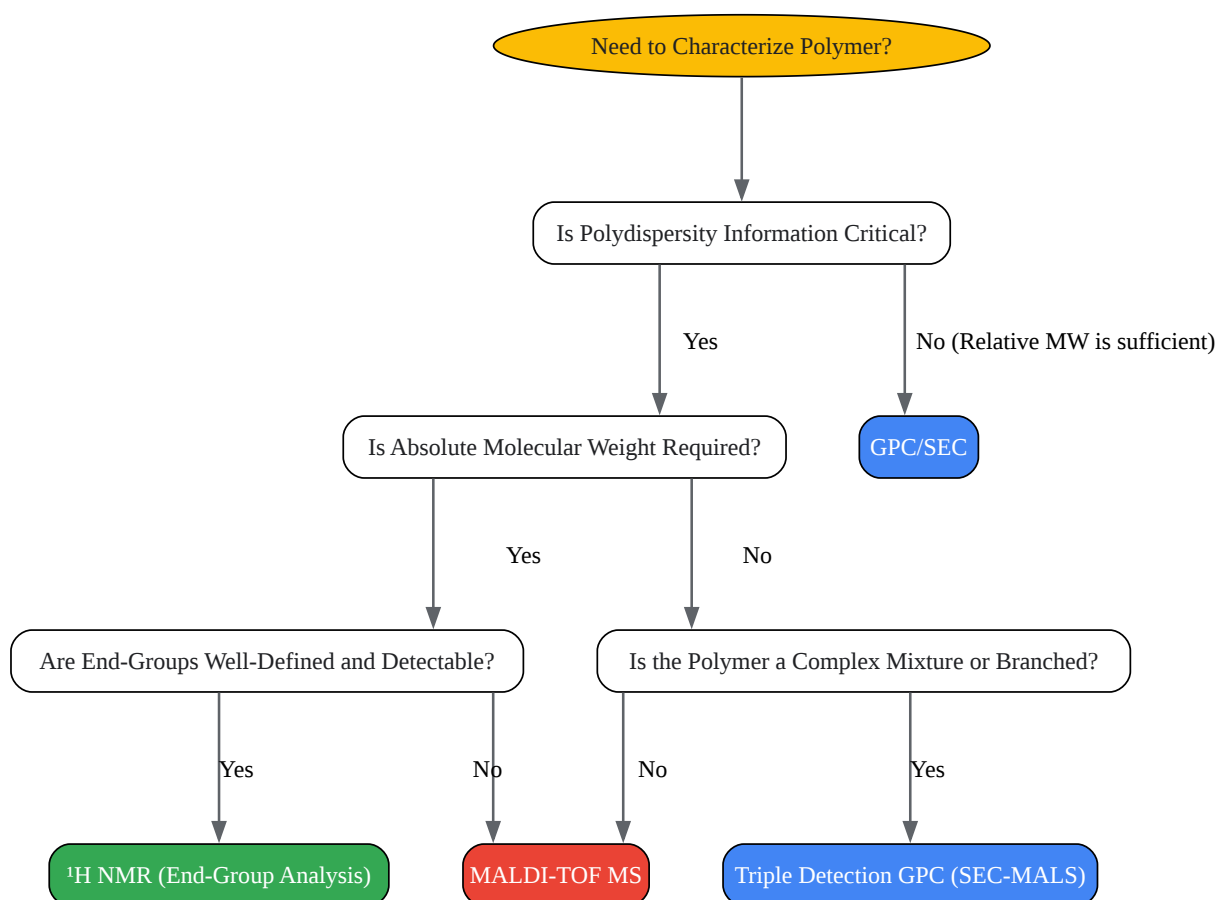 Need to Characterize Polymer?
Is Polydispersity Information Critical?
Yes
No (Relative MW is sufficient)
Is Absolute Molecular Weight Required?
GPC/SEC
Yes
No
Are End-Groups Well-Defined and Detectable?
Is the Polymer a Complex Mixture or Branched?
Yes
No
No
Yes
¹H NMR (End-Group Analysis)
MALDI-TOF MS
Triple Detection GPC (SEC-MALS)